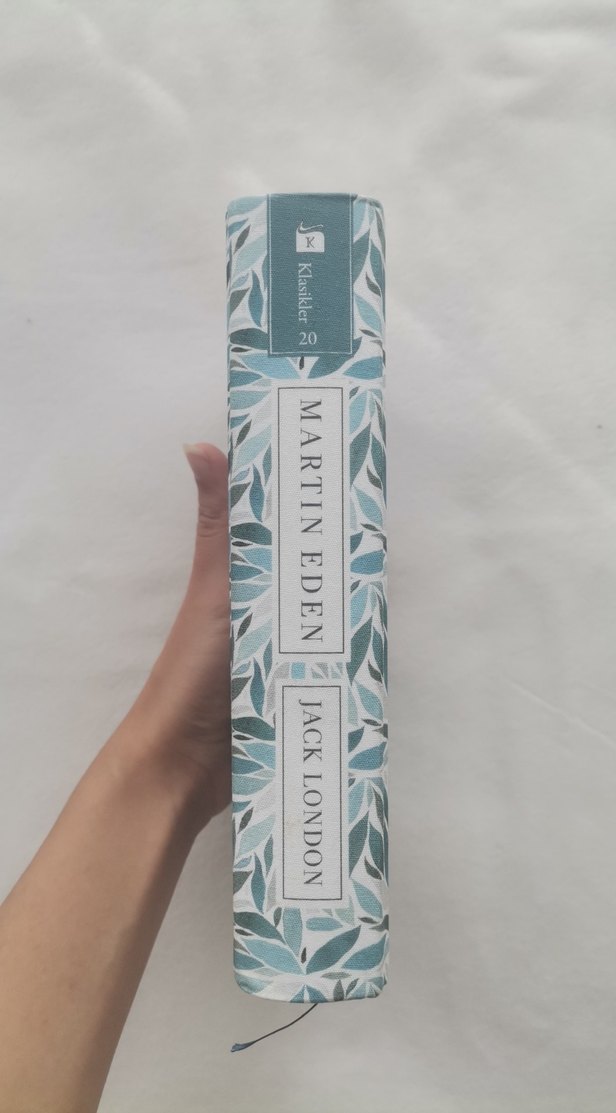 K
Klasikler
20
MARTIN EDEN
JACK LONDON